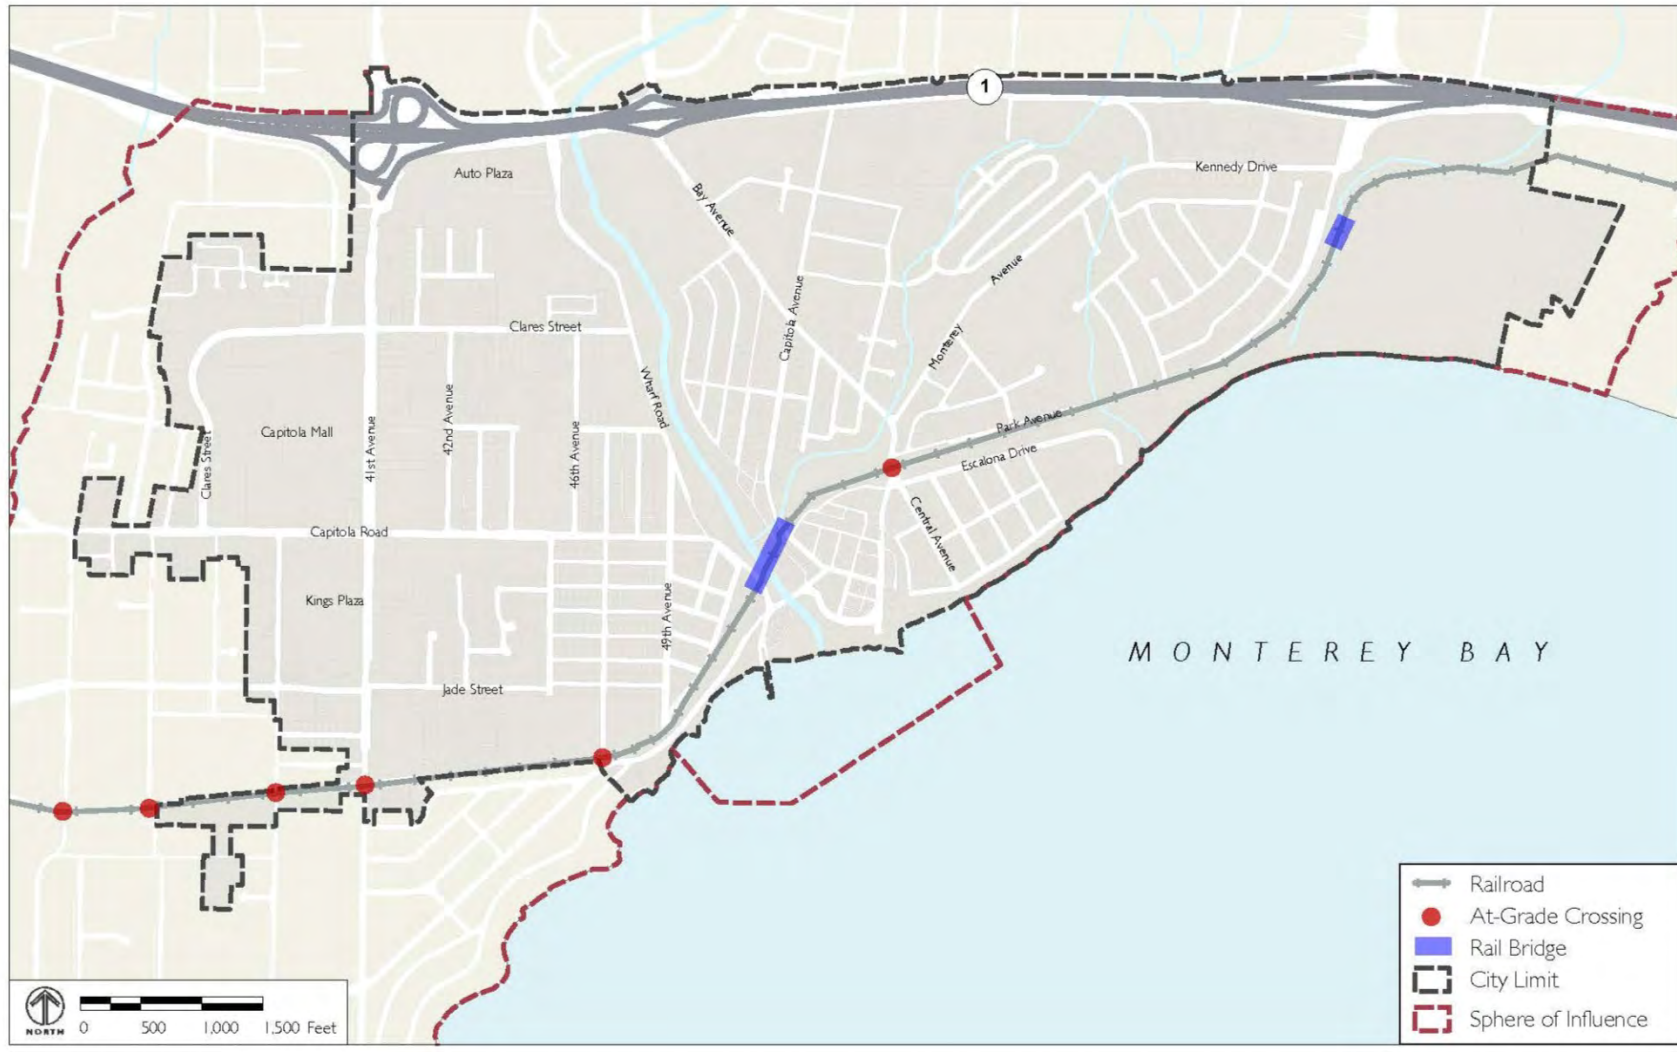 1
Auto Plaza
Kennedy Drive
Bay Avenue
Capitola Avenue
Avenue
Monterey
Clares Street
Wharf Road
Capitola Mall
Clares Street
41st Avenue
42nd Avenue
46th Avenue
Park Avenue
Escalona Drive
Central Avenue
Capitola Road
Kings Plaza
49th Avenue
Jade Street
MONTEREY BAY
Railroad
At-Grade Crossing
Rail Bridge
City Limit
Sphere of Influence
NORTH
0 500 1,000 1,500 Feet